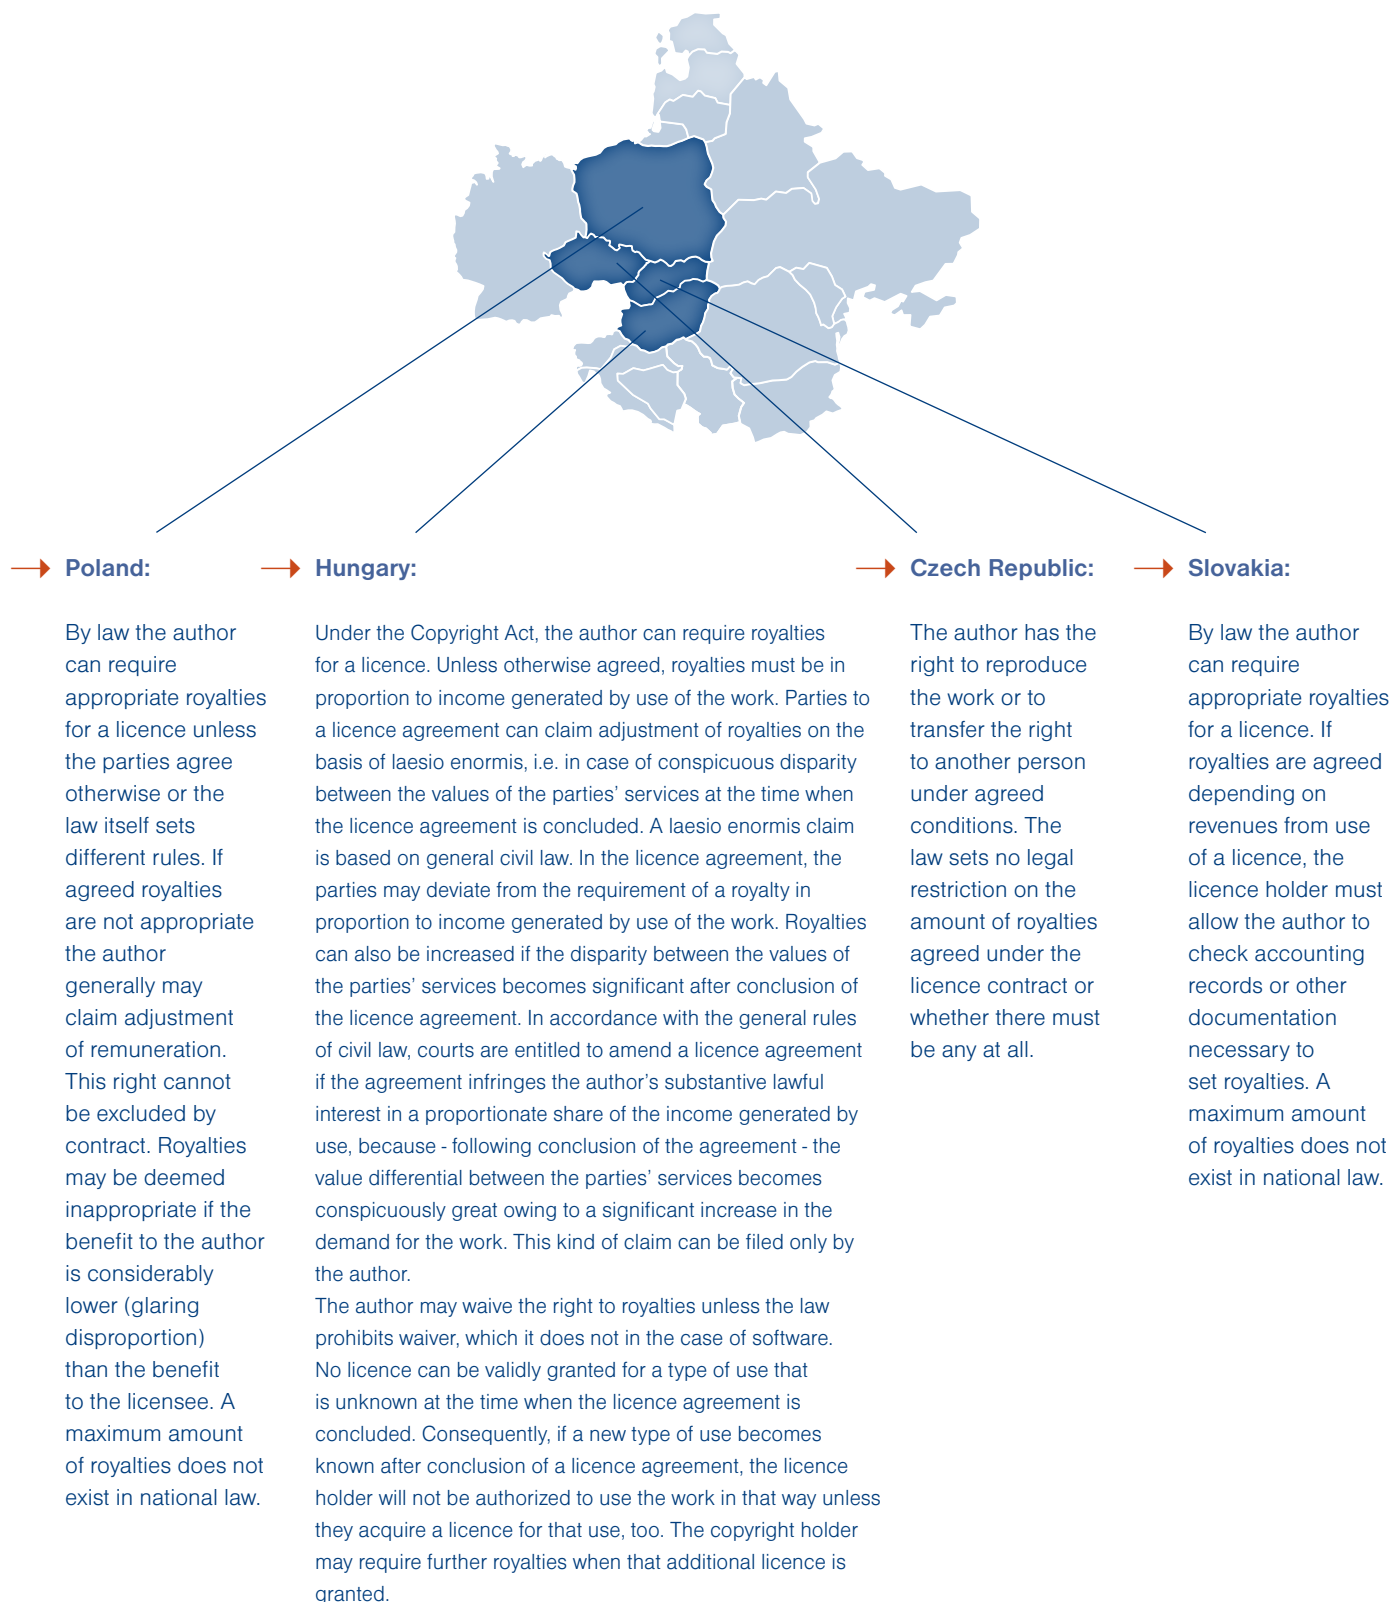 Poland:
By law the author
can require
appropriate royalties
for a licence unless
the parties agree
otherwise or the
law itself sets
different rules. If
agreed royalties
are not appropriate
the author
generally may
claim adjustment
of remuneration.
This right cannot
be excluded by
contract. Royalties
may be deemed
inappropriate if the
benefit to the author
is considerably
lower (glaring
disproportion)
than the benefit
to the licensee. A
maximum amount
of royalties does not
exist in national law.
Hungary:
Under the Copyright Act, the author can require royalties
for a licence. Unless otherwise agreed, royalties must be in
proportion to income generated by use of the work. Parties to
a licence agreement can claim adjustment of royalties on the
basis of laesio enormis, i.e. in case of conspicuous disparity
between the values of the parties’ services at the time when
the licence agreement is concluded. A laesio enormis claim
is based on general civil law. In the licence agreement, the
parties may deviate from the requirement of a royalty in
proportion to income generated by use of the work. Royalties
can also be increased if the disparity between the values of
the parties’ services becomes significant after conclusion of
the licence agreement. In accordance with the general rules
of civil law, courts are entitled to amend a licence agreement
if the agreement infringes the author’s substantive lawful
interest in a proportionate share of the income generated by
use, because - following conclusion of the agreement - the
value differential between the parties’ services becomes
conspicuously great owing to a significant increase in the
demand for the work. This kind of claim can be filed only by
the author.
The author may waive the right to royalties unless the law
prohibits waiver, which it does not in the case of software.
No licence can be validly granted for a type of use that
is unknown at the time when the licence agreement is
concluded. Consequently, if a new type of use becomes
known after conclusion of a licence agreement, the licence
holder will not be authorized to use the work in that way unless
they acquire a licence for that use, too. The copyright holder
may require further royalties when that additional licence is
granted.
Czech Republic:
The author has the
right to reproduce
the work or to
transfer the right
to another person
under agreed
conditions. The
law sets no legal
restriction on the
amount of royalties
agreed under the
licence contract or
whether there must
be any at all.
Slovakia:
By law the author
can require
appropriate royalties
for a licence. If
royalties are agreed
depending on
revenues from use
of a licence, the
licence holder must
allow the author to
check accounting
records or other
documentation
necessary to
set royalties. A
maximum amount
of royalties does not
exist in national law.